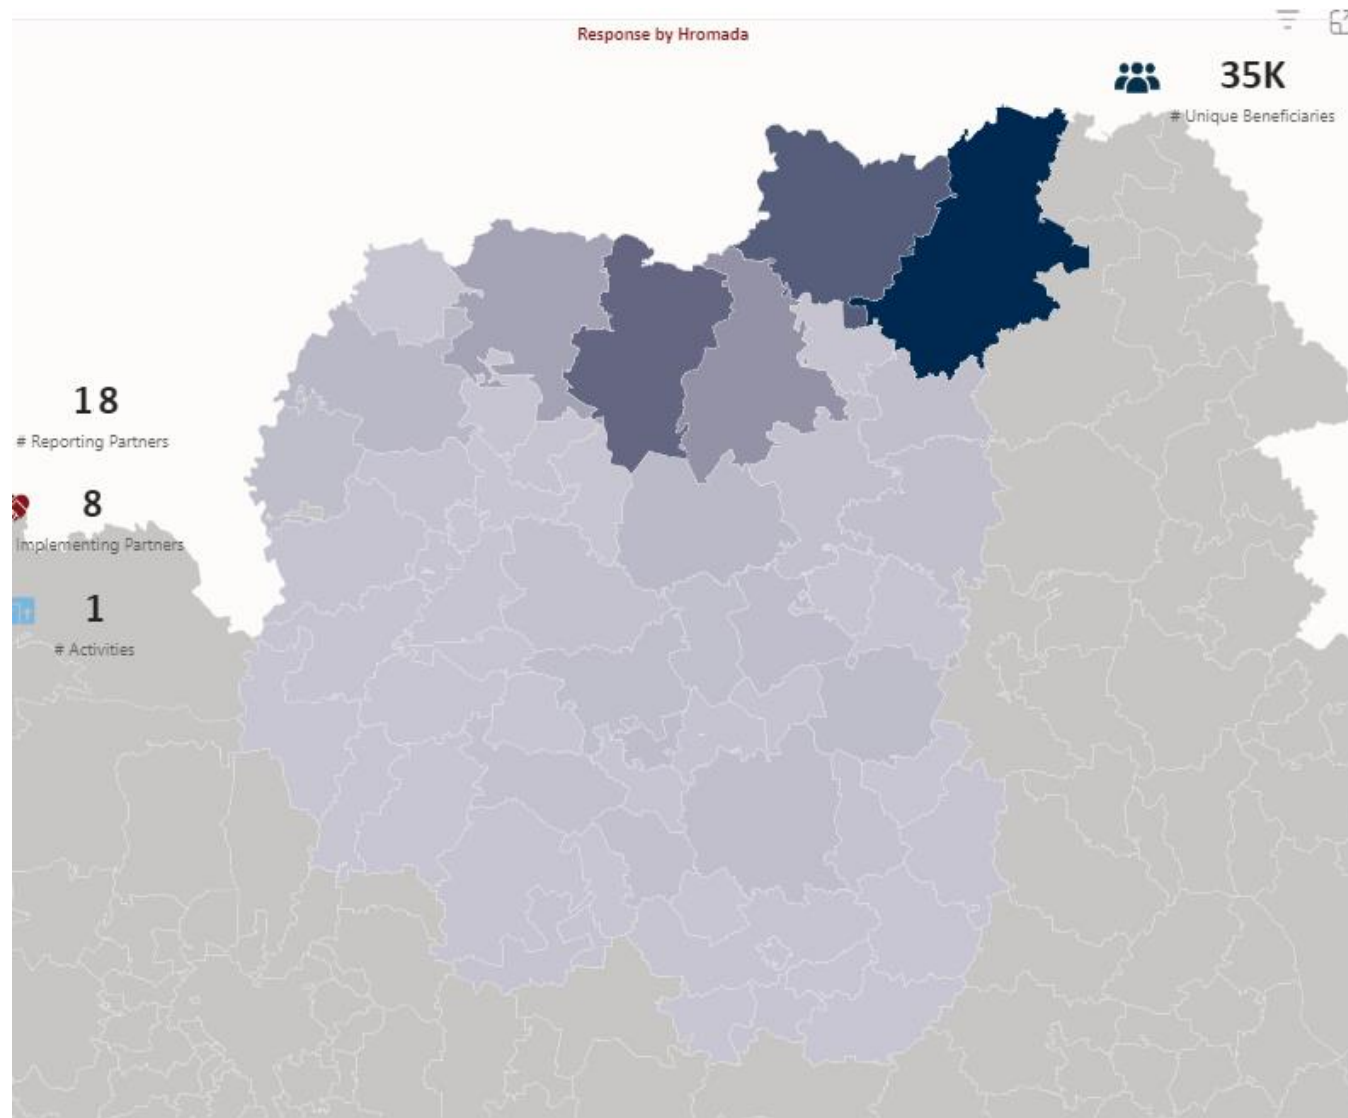 Response by Hromada
35K
# Unique Beneficiaries
18
# Reporting Partners
8
Implementing Partners
1
# Activities